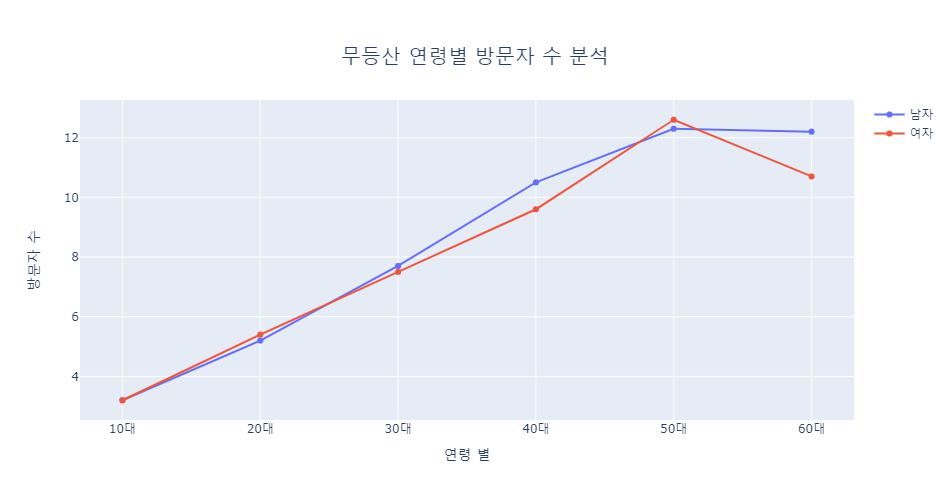 무등산 연령별 방문자 수 분석
남자
여자
방문자 수
12
10
8
6
4
10대
20대
30대
40대
50대
60대
연령 별